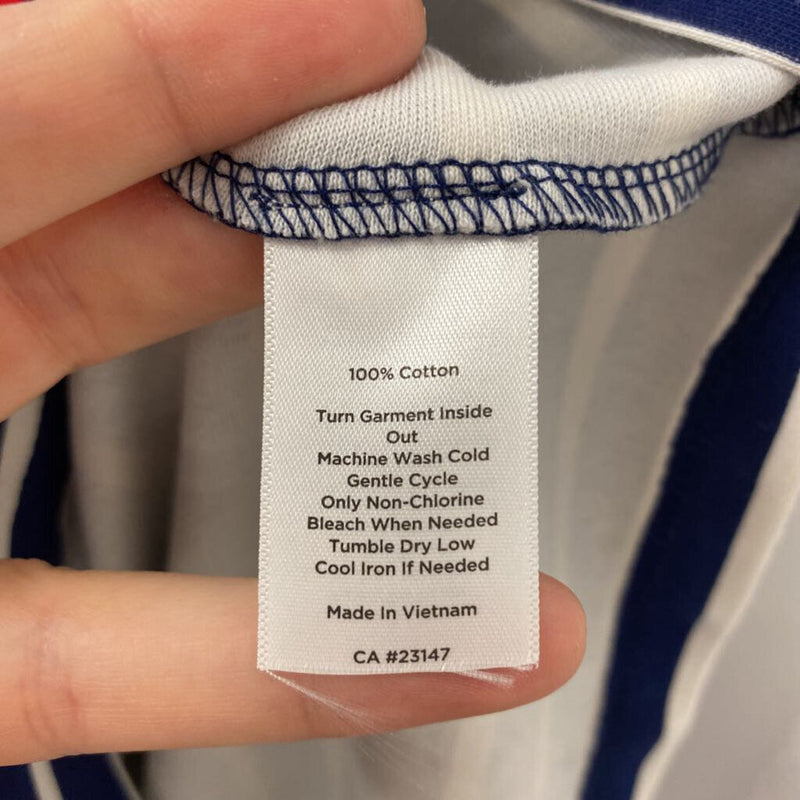 100% Cotton
Turn Garment Inside
Out
Machine Wash Cold
Gentle Cycle
Only Non-Chlorine
Bleach When Needed
Tumble Dry Low
Cool Iron If Needed
Made In Vietnam
CA #23147